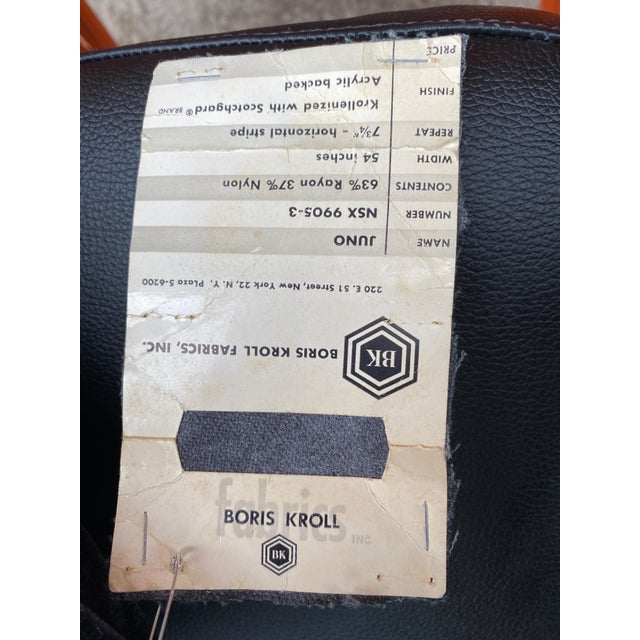 fabrics INC
BORIS KROLL
BK
BK
BORIS KROLL FABRICS, INC.
220 E. 51 Street, New York 22, N. Y. Plaza 5-6200
NAME JUNO
NUMBER NSX 9905-3
CONTENTS 63% Rayon 37% Nylon
WIDTH 54 inches
REPEAT 7¾" - horizontal stripe
FINISH Krollenized with Scotchgard® BRAND
Acrylic backed
PRICE